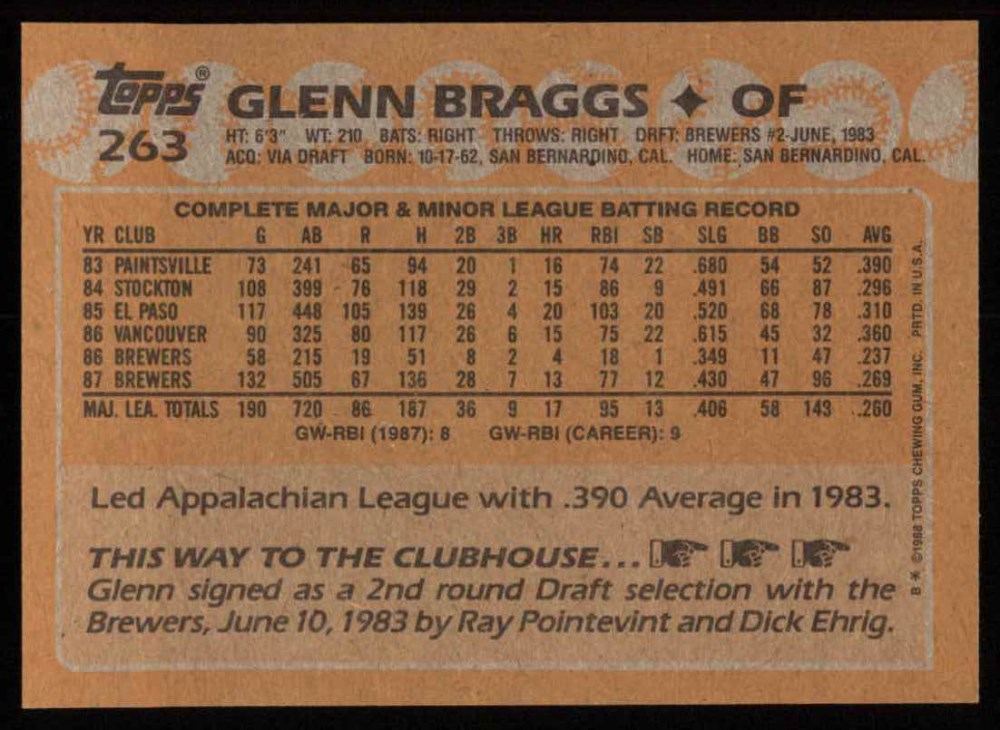 topps® GLENN BRAGGS ✦ OF
263
HT: 6'3" WT: 210 BATS: RIGHT THROWS: RIGHT DRFT: BREWERS #2-JUNE, 1983
ACQ: VIA DRAFT BORN: 10-17-62, SAN BERNARDINO, CAL. HOME: SAN BERNARDINO, CAL.
COMPLETE MAJOR & MINOR LEAGUE BATTING RECORD
YR CLUB G AB R H 2B 3B HR RBI SB SLG BB SO AVG
83 PAINTSVILLE 73 241 65 94 20 1 16 74 22 .680 54 52 .390
84 STOCKTON 108 399 76 118 29 2 15 86 9 .491 66 87 .296
85 EL PASO 117 448 105 139 26 4 20 103 20 .520 68 78 .310
86 VANCOUVER 90 325 80 117 26 6 15 75 22 .615 45 32 .360
86 BREWERS 58 215 19 51 8 2 4 18 1 .349 11 47 .237
87 BREWERS 132 505 67 136 28 7 13 77 12 .430 47 96 .269
MAJ. LEA. TOTALS 190 720 86 187 36 9 17 95 13 .406 58 143 .260
GW-RBI (1987): 8 GW-RBI (CAREER): 9
Led Appalachian League with .390 Average in 1983.
THIS WAY TO THE CLUBHOUSE...
Glenn signed as a 2nd round Draft selection with the
Brewers, June 10, 1983 by Ray Pointevint and Dick Ehrig.
B * ©1988 TOPPS CHEWING GUM, INC. PRTD. IN U.S.A.